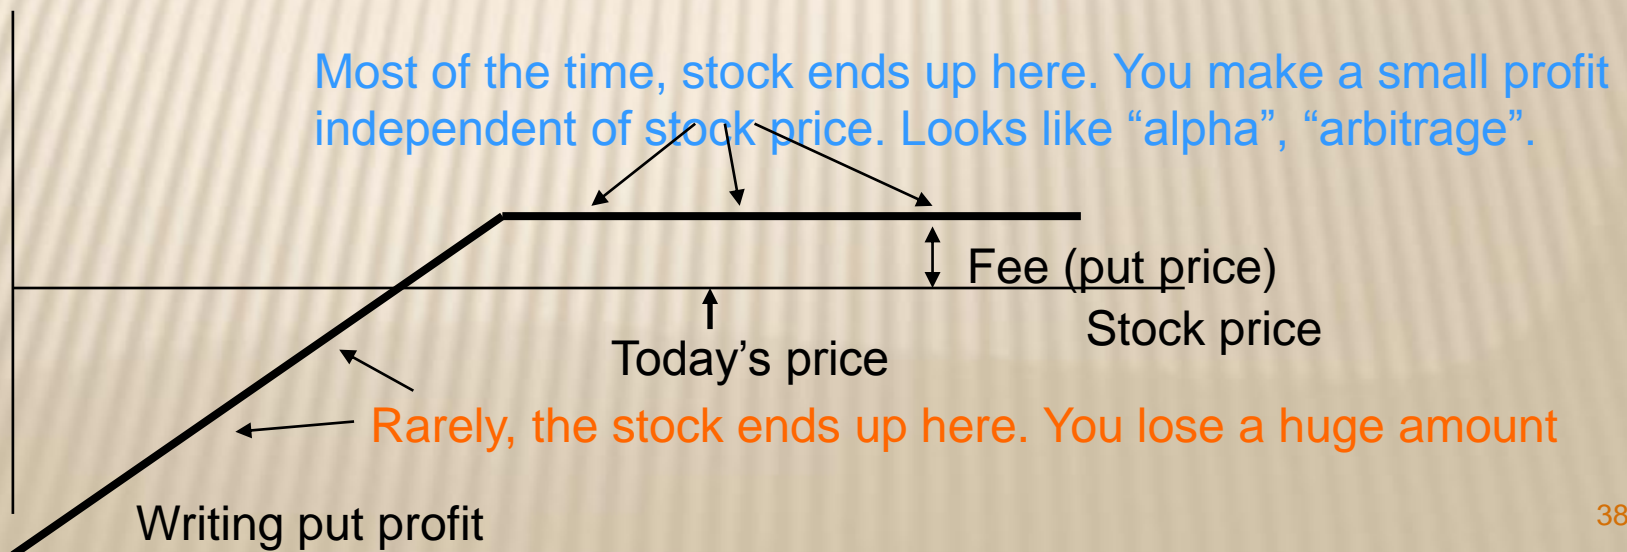 Most of the time, stock ends up here. You make a small profit
independent of stock price. Looks like “alpha”, “arbitrage”.
Fee (put price)
Stock price
Today’s price
Rarely, the stock ends up here. You lose a huge amount
Writing put profit
38